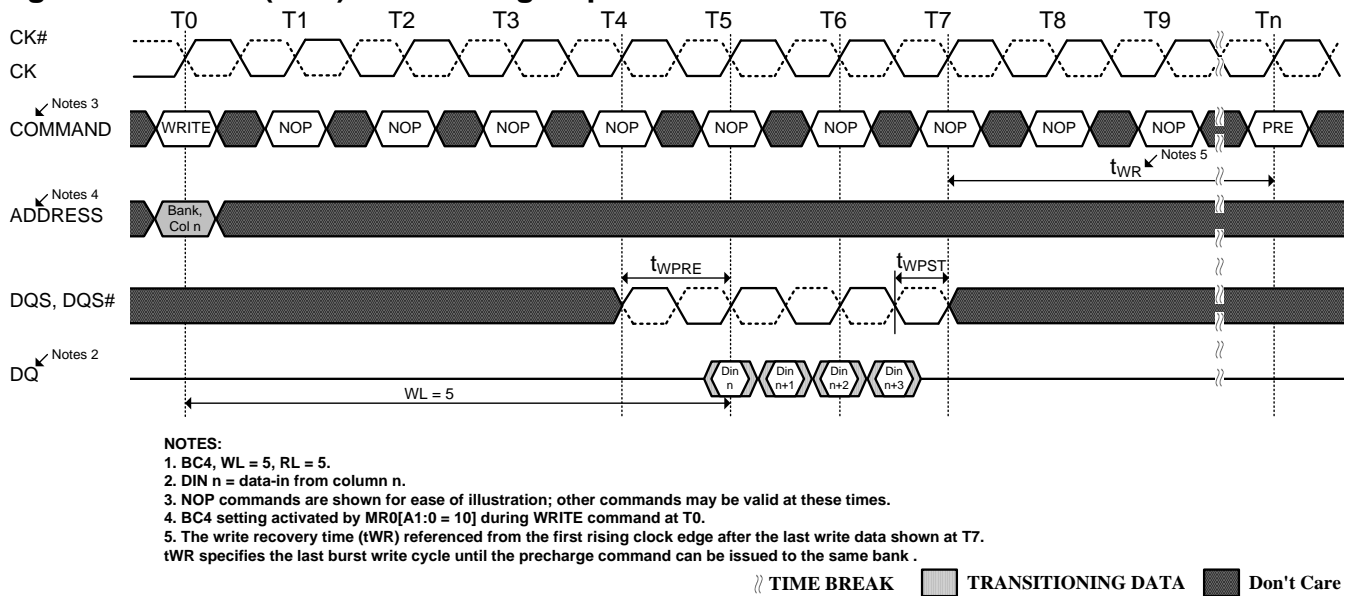 T0 T1 T2 T3 T4 T5 T6 T7 T8 T9 Tn
CK#
CK
Notes 3
COMMAND WRITE NOP NOP NOP NOP NOP NOP NOP NOP NOP PRE
tWR Notes 5
Notes 4
ADDRESS
Bank,
Col n
tWPRE tWPST
DQS, DQS#
Notes 2
DQ
Din n Din n+1 Din n+2 Din n+3
WL = 5
NOTES:
1. BC4, WL = 5, RL = 5.
2. DIN n = data-in from column n.
3. NOP commands are shown for ease of illustration; other commands may be valid at these times.
4. BC4 setting activated by MR0[A1:0 = 10] during WRITE command at T0.
5. The write recovery time (tWR) referenced from the first rising clock edge after the last write data shown at T7.
tWR specifies the last burst write cycle until the precharge command can be issued to the same bank .
TIME BREAK TRANSITIONING DATA Don't Care